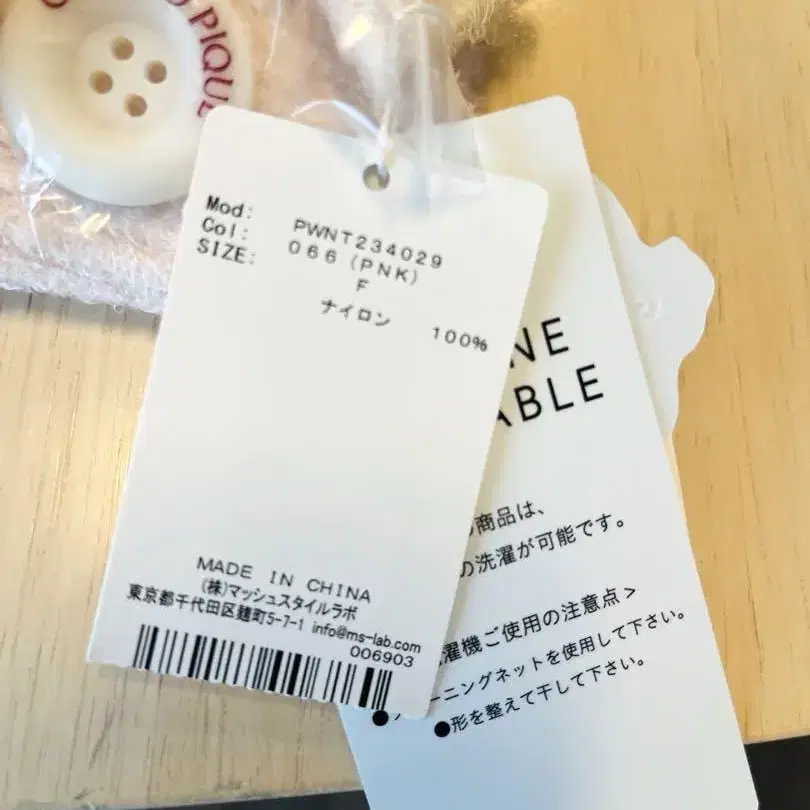 PIQUE
Mod: PWNT234029
Col: 066 (PNK)
SIZE: F
ナイロン 100%
MADE IN CHINA
(株)マッシュスタイルラボ
東京都千代田区麹町5-7-1 info@ms-lab.com
006903
NE
ABLE
商品は、
の洗濯が可能です。
濯機ご使用の注意点>
ーニングネットを使用して下さい。
●形を整えて干して下さい。